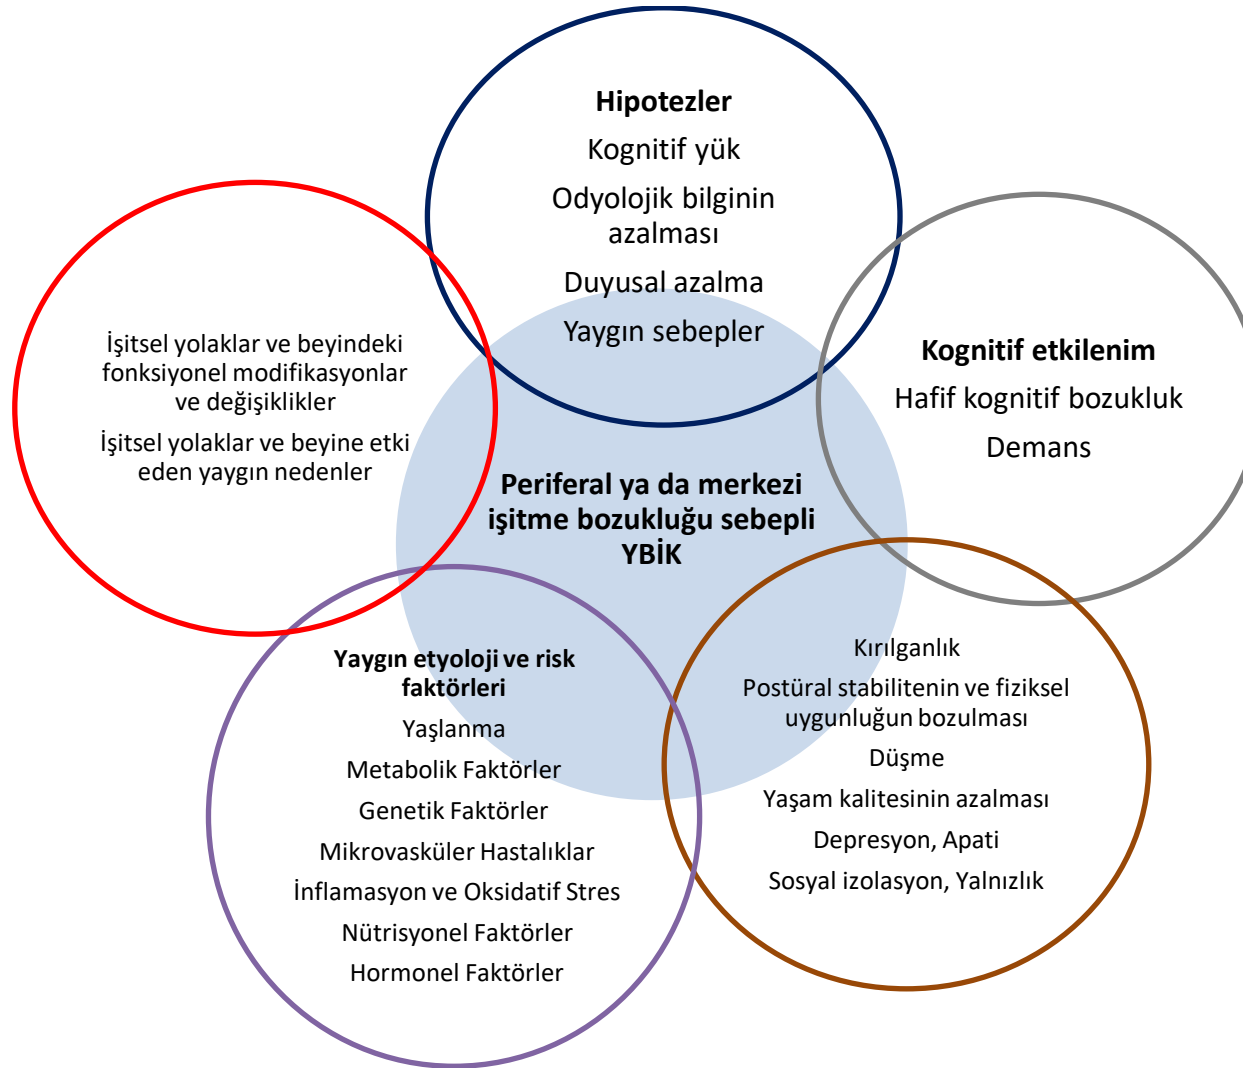 Hipotezler
Kognitif yük
Odyolojik bilginin
azalması
Duyusal azalma
Yaygın sebepler
İşitsel yolaklar ve beyindeki
fonksiyonel modifikasyonlar
ve değişiklikler
İşitsel yolaklar ve beyine etki
eden yaygın nedenler
Kognitif etkilenim
Hafif kognitif bozukluk
Demans
Periferal ya da merkezi
işitme bozukluğu sebepli
YBİK
Yaygın etyoloji ve risk
faktörleri
Yaşlanma
Metabolik Faktörler
Genetik Faktörler
Mikrovasküler Hastalıklar
İnflamasyon ve Oksidatif Stres
Nütrisyonel Faktörler
Hormonel Faktörler
Kırılganlık
Postüral stabilitenin ve fiziksel
uygunluğun bozulması
Düşme
Yaşam kalitesinin azalması
Depresyon, Apati
Sosyal izolasyon, Yalnızlık